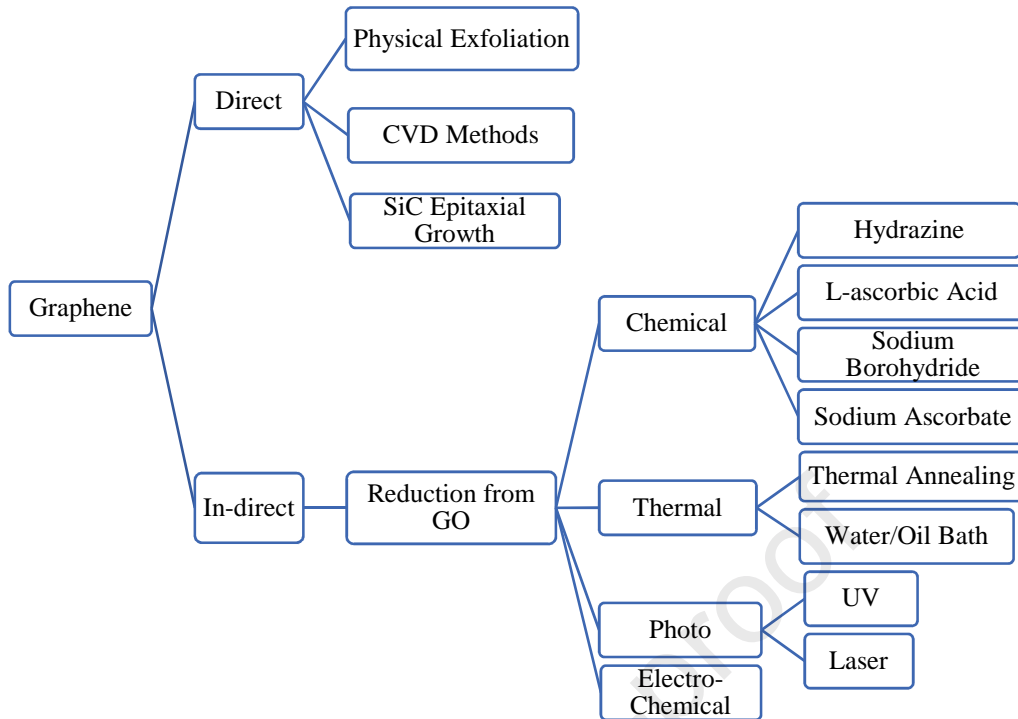 Physical Exfoliation
Direct
CVD Methods
SiC Epitaxial
Growth
Hydrazine
L-ascorbic Acid
Graphene
Chemical
Sodium
Borohydride
Sodium Ascorbate
Thermal Annealing
In-direct
Reduction from
GO
Thermal
Water/Oil Bath
UV
Photo
Laser
Electro-
Chemical
proof